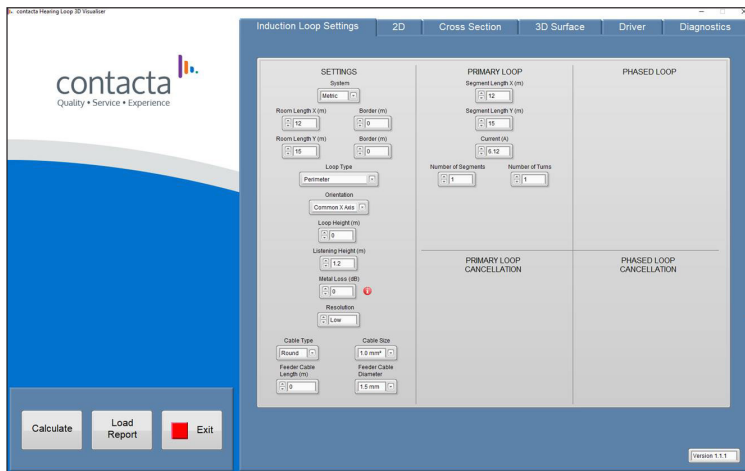 contacta Hearing Loop 3D Visualiser
Induction Loop Settings
2D
Cross Section
3D Surface
Driver
Diagnostics
contacta
Quality • Service • Experience
SETTINGS
System
Metric
Room Length X (m)
Border (m)
12
0
Room Length Y (m)
Border (m)
15
0
Loop Type
Perimeter
Orientation
Common X Axis
Loop Height (m)
0
Listening Height (m)
1.2
Metal Loss (dB)
0
Resolution
Low
Cable Type
Cable Size
Round
1.0 mm²
Feeder Cable
Length (m)
Feeder Cable
Diameter
0
1.5 mm
PRIMARY LOOP
Segment Length X (m)
12
Segment Length Y (m)
15
Current (A)
6.12
Number of Segments
Number of Turns
1
1
PHASED LOOP
PRIMARY LOOP
CANCELLATION
PHASED LOOP
CANCELLATION
Calculate
Load
Report
Exit
Version 1.1.1